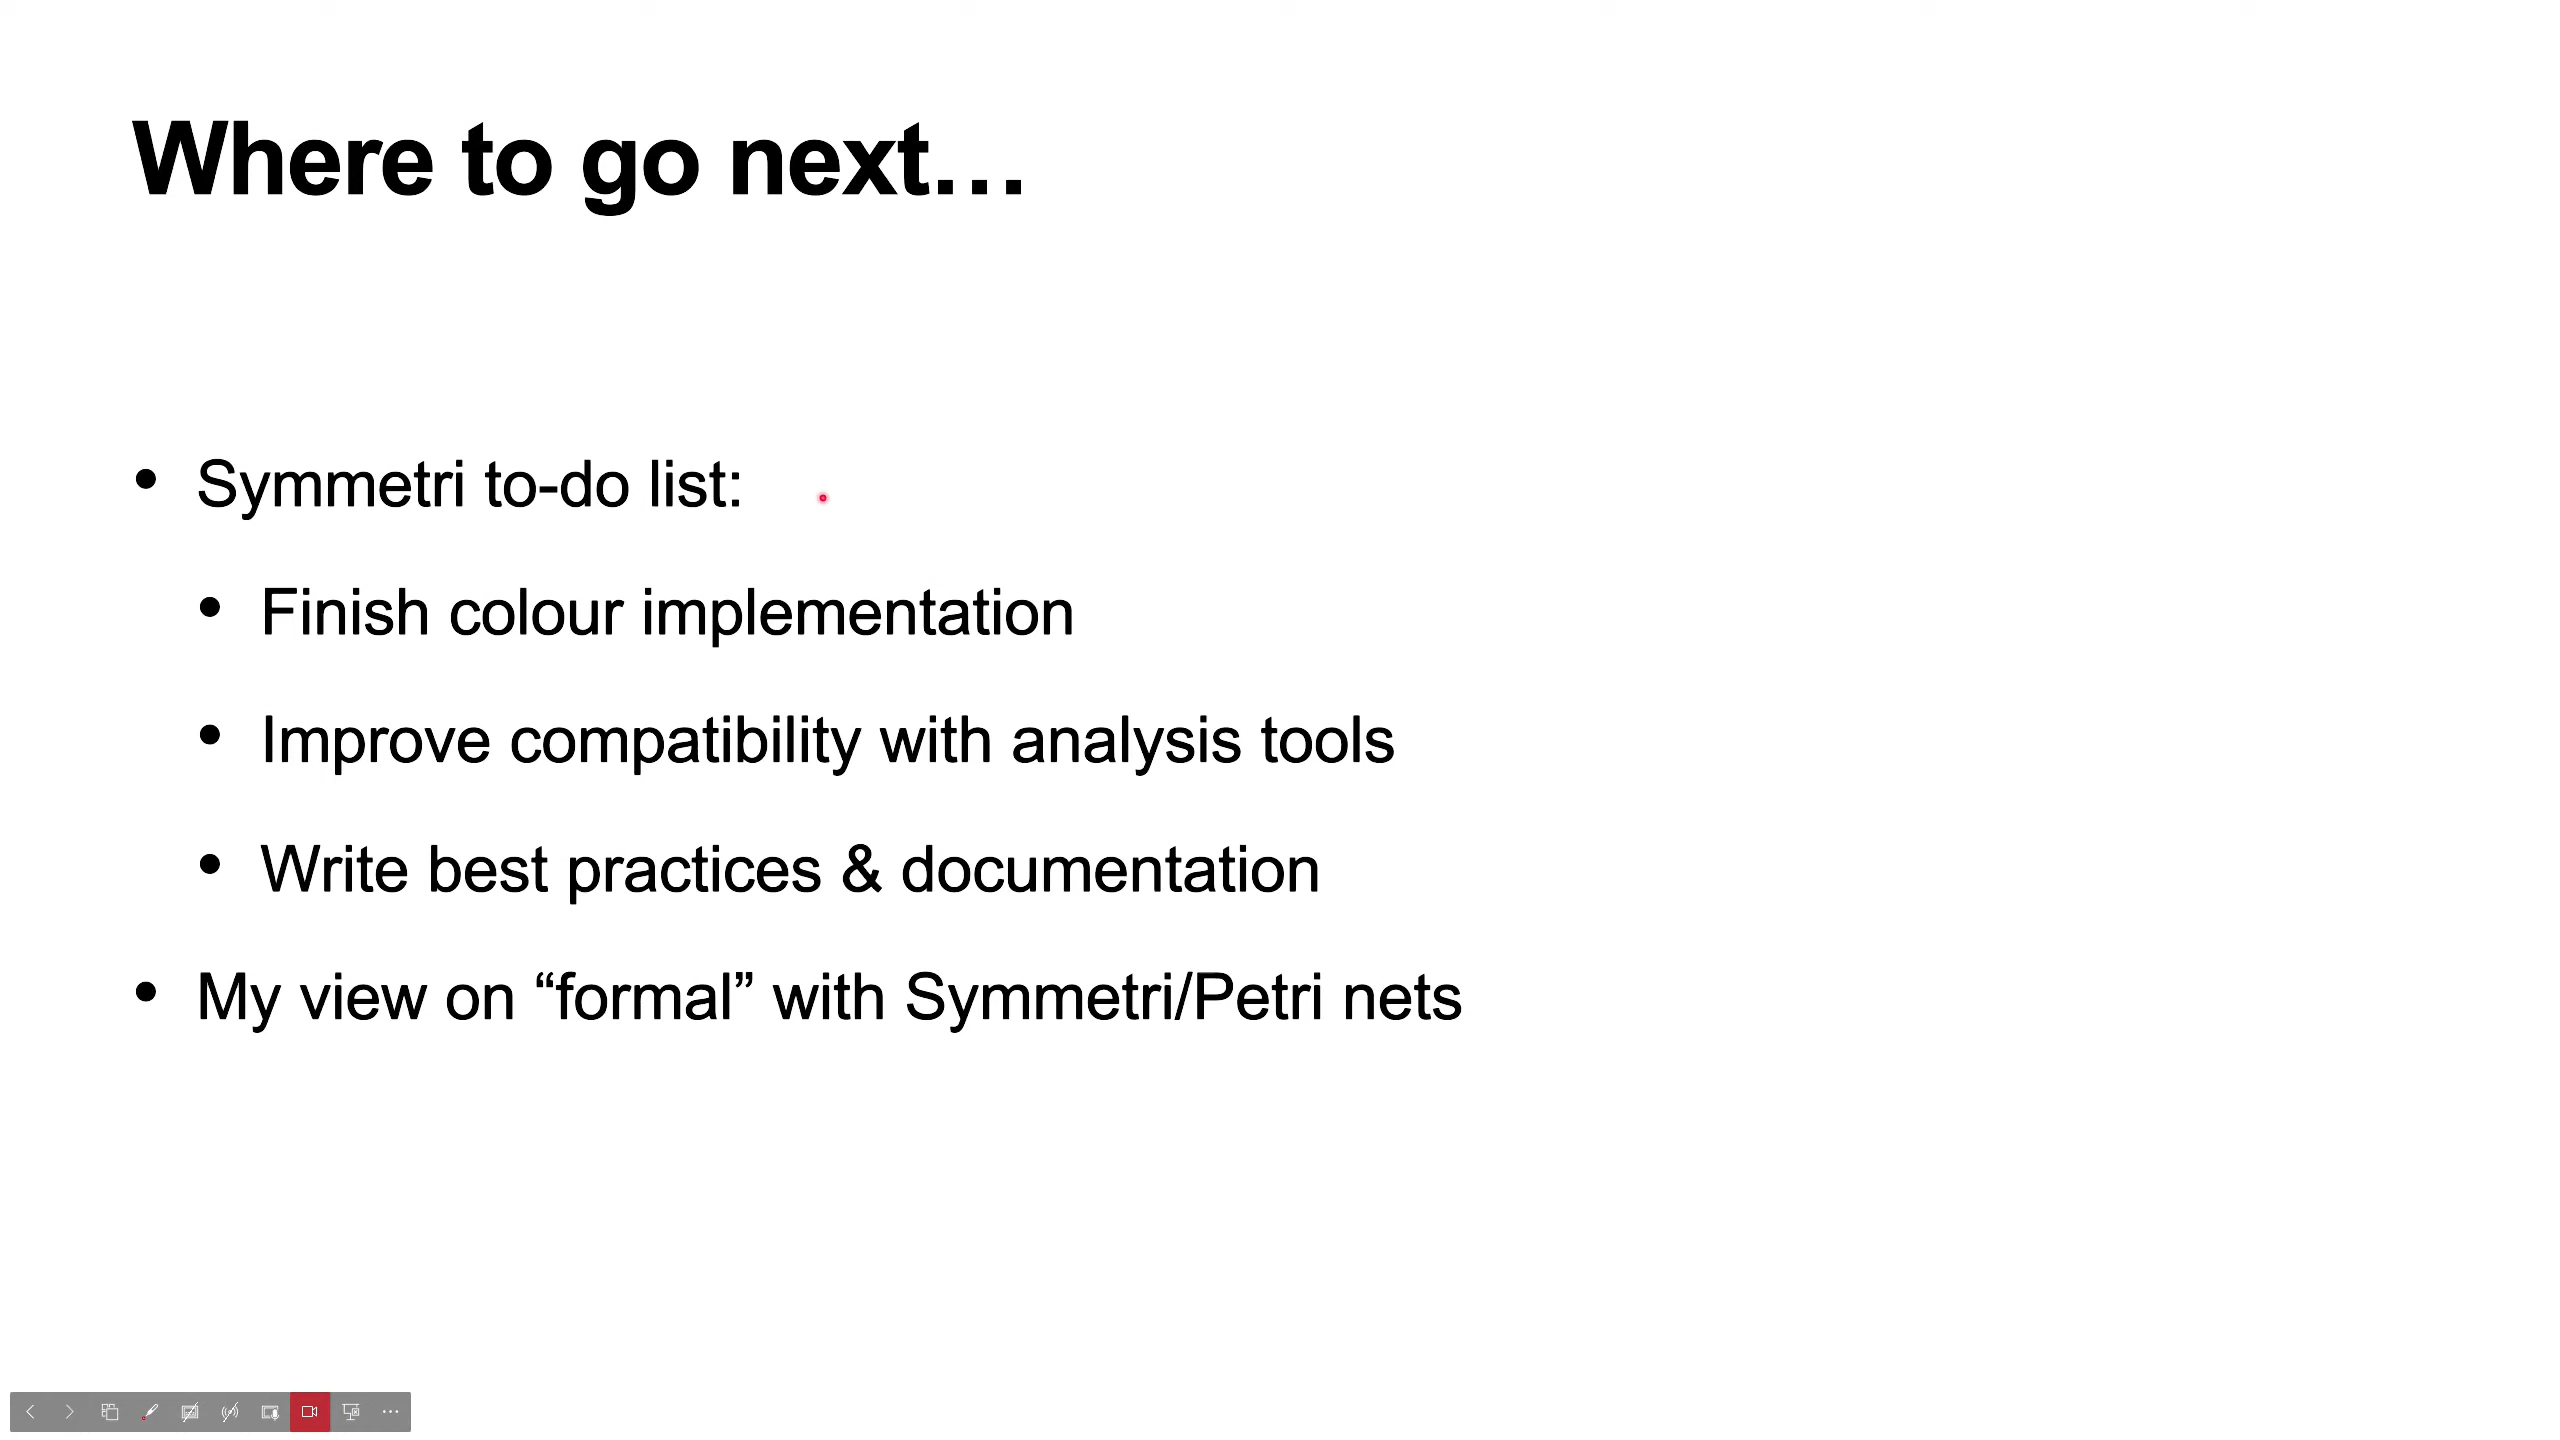 Where to go next…
• Symmetri to-do list:
• Finish colour implementation
• Improve compatibility with analysis tools
• Write best practices & documentation
• My view on “formal” with Symmetri/Petri nets